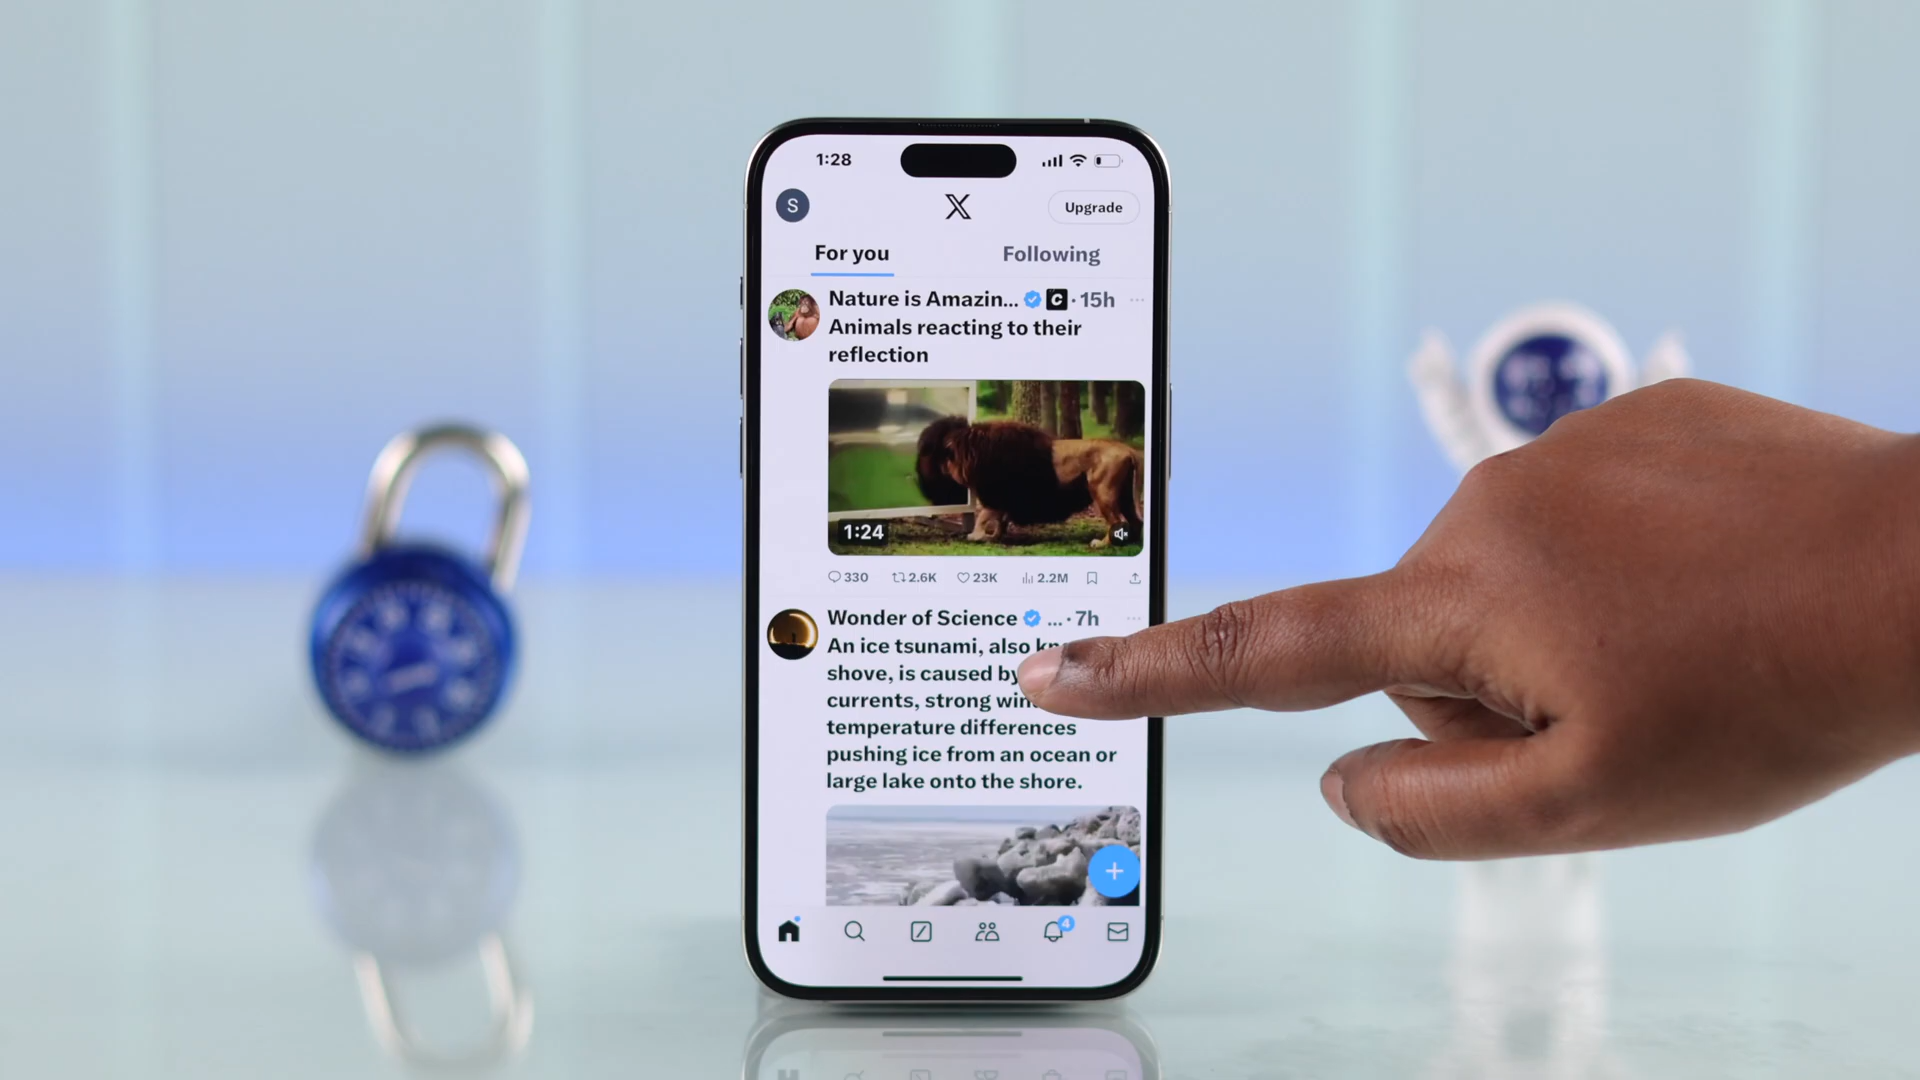 1:28
S
X
Upgrade
For you
Following
Nature is Amazin... · 15h
Animals reacting to their
reflection
1:24
330 2.6K 23K 2.2M
Wonder of Science ... · 7h
An ice tsunami, also
shove, is caused by
currents, strong
temperature differences
pushing ice from an ocean or
large lake onto the shore.
4